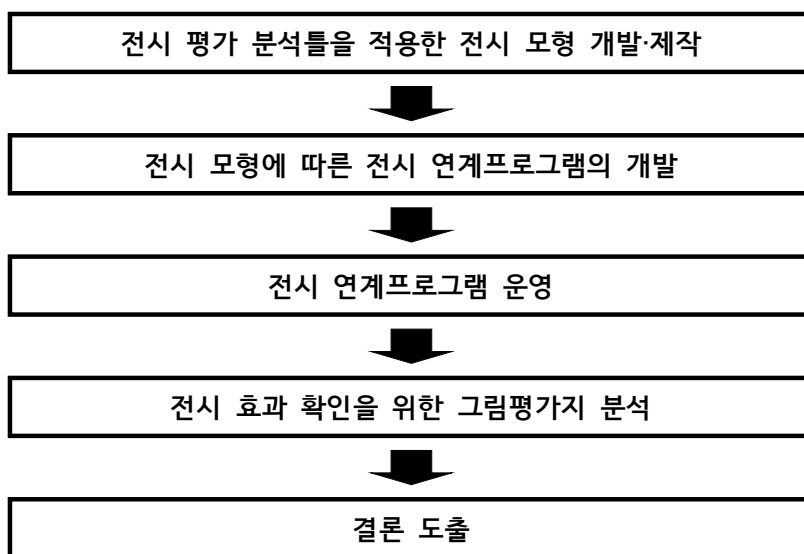 전시 평가 분석틀을 적용한 전시 모형 개발·제작
전시 모형에 따른 전시 연계프로그램의 개발
전시 연계프로그램 운영
전시 효과 확인을 위한 그림평가지 분석
결론 도출